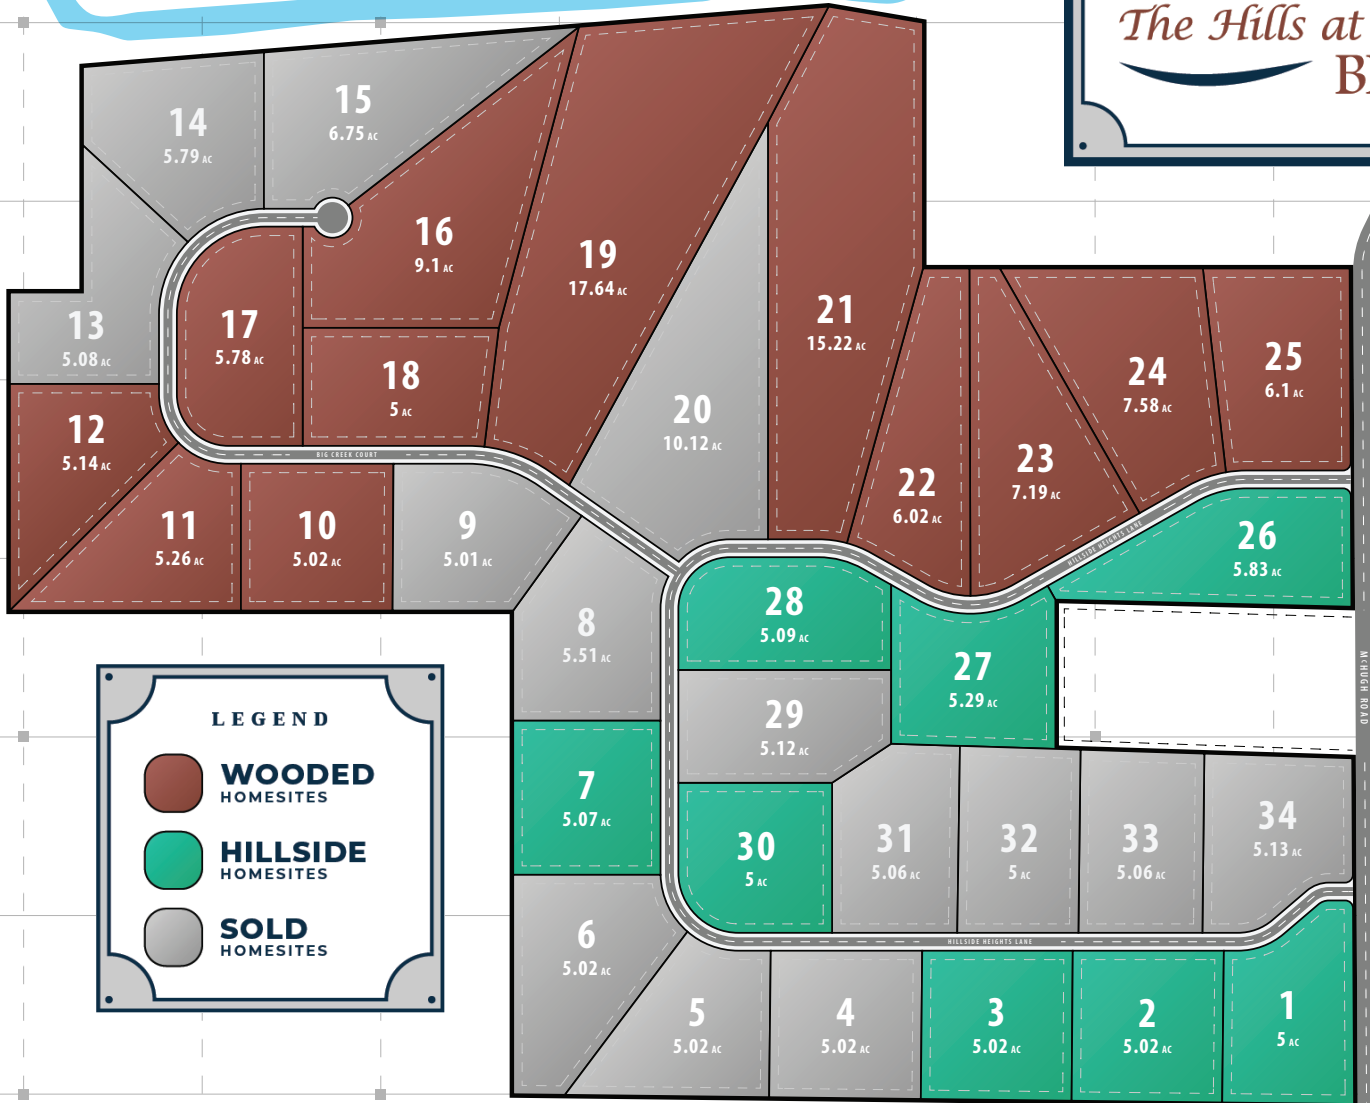 The Hills at
14
5.79 AC
15
6.75 AC
16
9.1 AC
19
17.64 AC
13
5.08 AC
17
5.78 AC
18
5 AC
20
10.12 AC
21
15.22 AC
22
6.02 AC
23
7.19 AC
24
7.58 AC
25
6.1 AC
12
5.14 AC
BIG CREEK COURT
11
5.26 AC
10
5.02 AC
9
5.01 AC
HILLSIDE HEIGHTS LANE
26
5.83 AC
8
5.51 AC
28
5.09 AC
27
5.29 AC
29
5.12 AC
McHUGH ROAD
7
5.07 AC
30
5 AC
31
5.06 AC
32
5 AC
33
5.06 AC
34
5.13 AC
6
5.02 AC
HILLSIDE HEIGHTS LANE
5
5.02 AC
4
5.02 AC
3
5.02 AC
2
5.02 AC
1
5 AC
LEGEND
WOODED
HOMESITES
HILLSIDE
HOMESITES
SOLD
HOMESITES